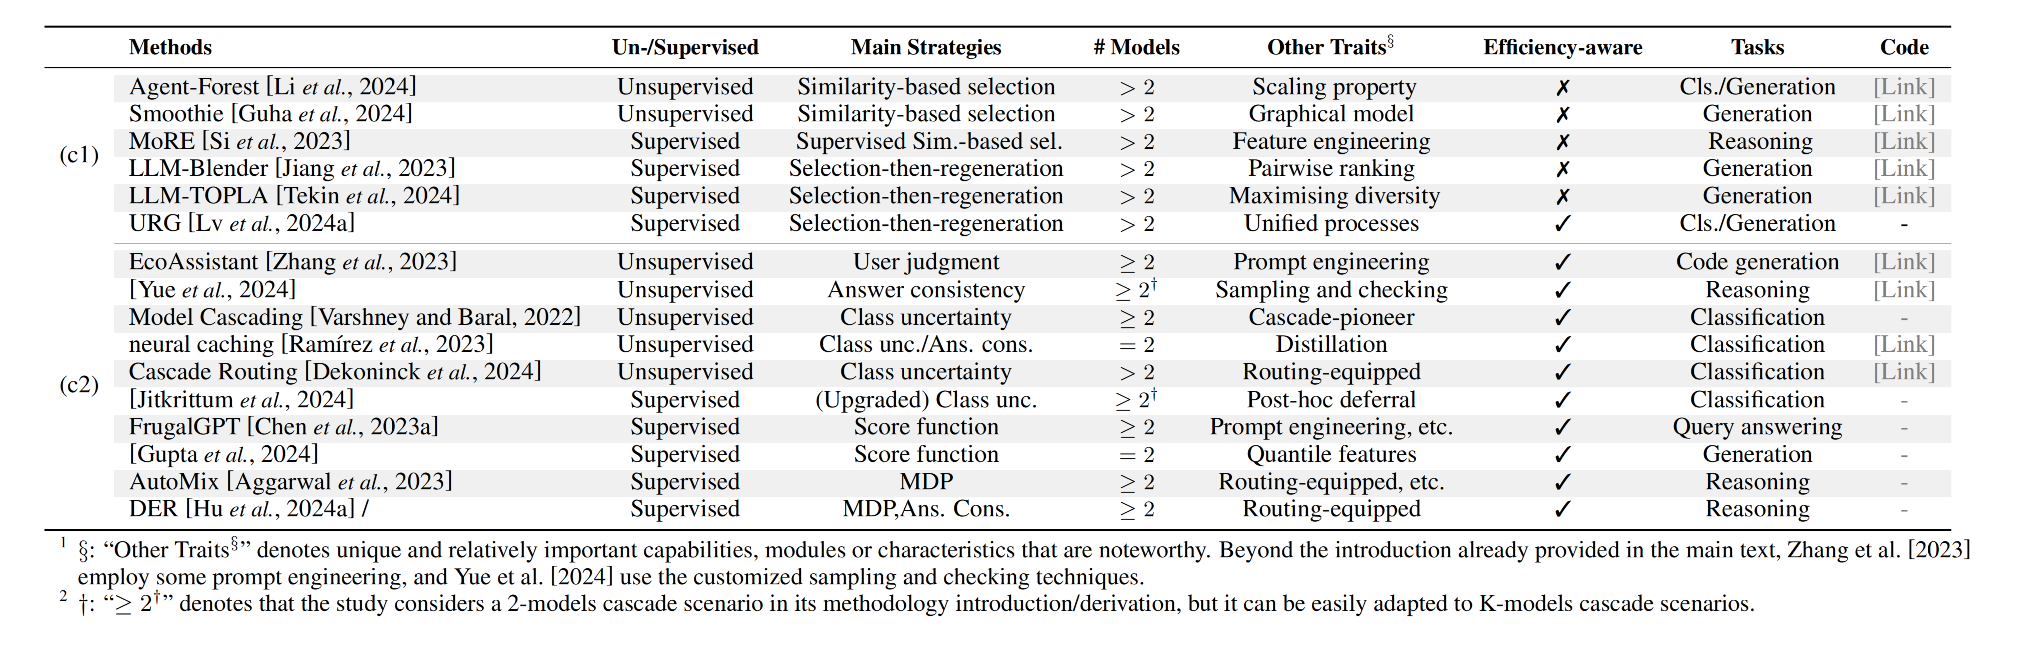 Methods Un-/Supervised Main Strategies # Models Other Traits§ Efficiency-aware Tasks Code
Agent-Forest [Li et al., 2024] Unsupervised Similarity-based selection > 2 Scaling property ✗ Cls./Generation [Link]
Smoothie [Guha et al., 2024] Unsupervised Similarity-based selection > 2 Graphical model ✗ Generation [Link]
(c1) MoRE [Si et al., 2023] Supervised Supervised Sim.-based sel. > 2 Feature engineering ✗ Reasoning [Link]
LLM-Blender [Jiang et al., 2023] Supervised Selection-then-regeneration > 2 Pairwise ranking ✗ Generation [Link]
LLM-TOPLA [Tekin et al., 2024] Supervised Selection-then-regeneration > 2 Maximising diversity ✗ Generation [Link]
URG [Lv et al., 2024a] Supervised Selection-then-regeneration > 2 Unified processes ✓ Cls./Generation -
EcoAssistant [Zhang et al., 2023] Unsupervised User judgment ≥ 2 Prompt engineering ✓ Code generation [Link]
[Yue et al., 2024] Unsupervised Answer consistency ≥ 2† Sampling and checking ✓ Reasoning [Link]
Model Cascading [Varshney and Baral, 2022] Unsupervised Class uncertainty ≥ 2 Cascade-pioneer ✓ Classification -
neural caching [Ramírez et al., 2023] Unsupervised Class unc./Ans. cons. = 2 Distillation ✓ Classification [Link]
(c2) Cascade Routing [Dekoninck et al., 2024] Unsupervised Class uncertainty > 2 Routing-equipped ✓ Classification [Link]
[Jitkrittum et al., 2024] Supervised (Upgraded) Class unc. ≥ 2† Post-hoc deferral ✓ Classification -
FrugalGPT [Chen et al., 2023a] Supervised Score function ≥ 2 Prompt engineering, etc. ✓ Query answering -
[Gupta et al., 2024] Supervised Score function = 2 Quantile features ✓ Generation -
AutoMix [Aggarwal et al., 2023] Supervised MDP ≥ 2 Routing-equipped, etc. ✓ Reasoning -
DER [Hu et al., 2024a] / Supervised MDP,Ans. Cons. ≥ 2 Routing-equipped ✓ Reasoning -
1 §: “Other Traits§” denotes unique and relatively important capabilities, modules or characteristics that are noteworthy. Beyond the introduction already provided in the main text, Zhang et al. [2023]
employ some prompt engineering, and Yue et al. [2024] use the customized sampling and checking techniques.
2 †: “≥ 2†” denotes that the study considers a 2-models cascade scenario in its methodology introduction/derivation, but it can be easily adapted to K-models cascade scenarios.